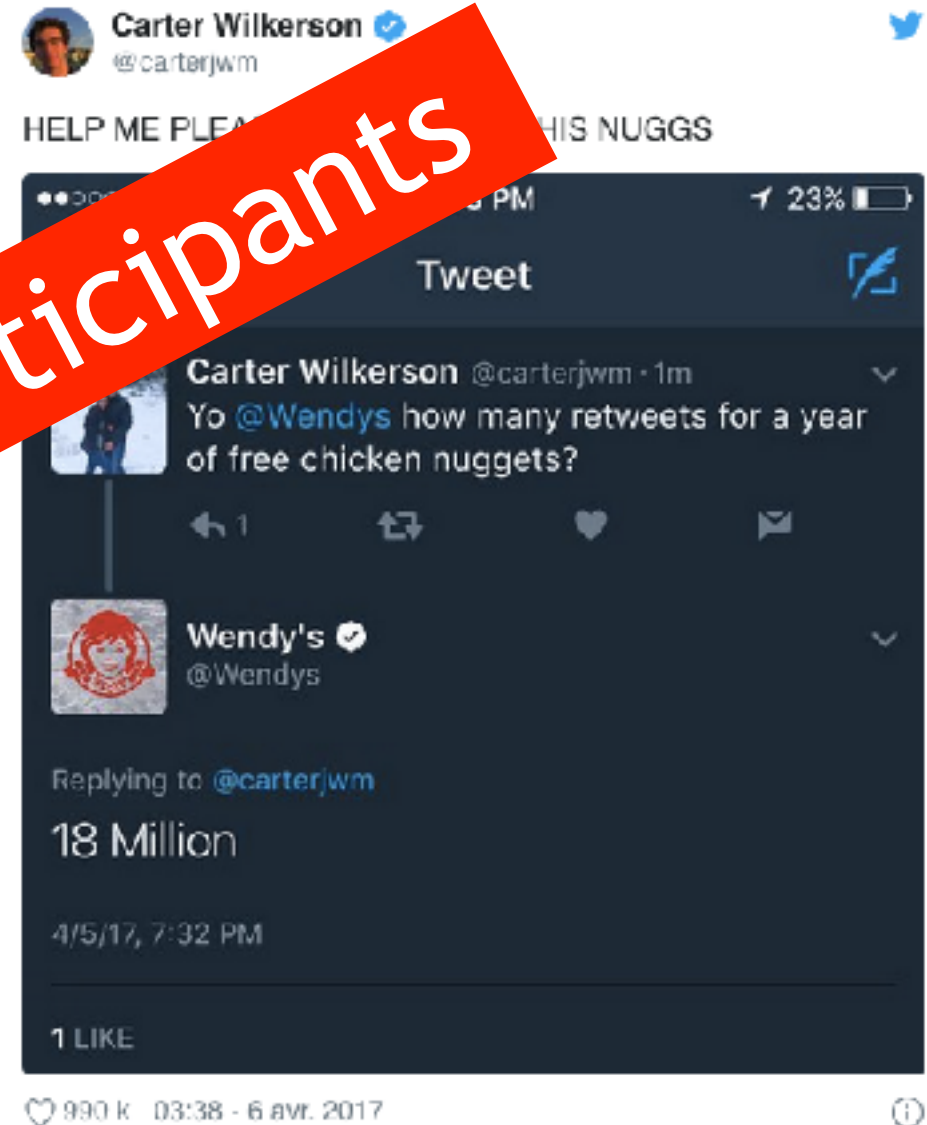 Carter Wilkerson
@carterjwm
HELP ME PLEA HIS NUGGS
ticipants
PM 23%
Tweet
Carter Wilkerson @carterjwm · 1m
Yo @Wendys how many retweets for a year
of free chicken nuggets?
1
Wendy's
@Wendys
Replying to @carterjwm
18 Million
4/5/17, 7:32 PM
1 LIKE
990 k 03:38 - 6 avr. 2017